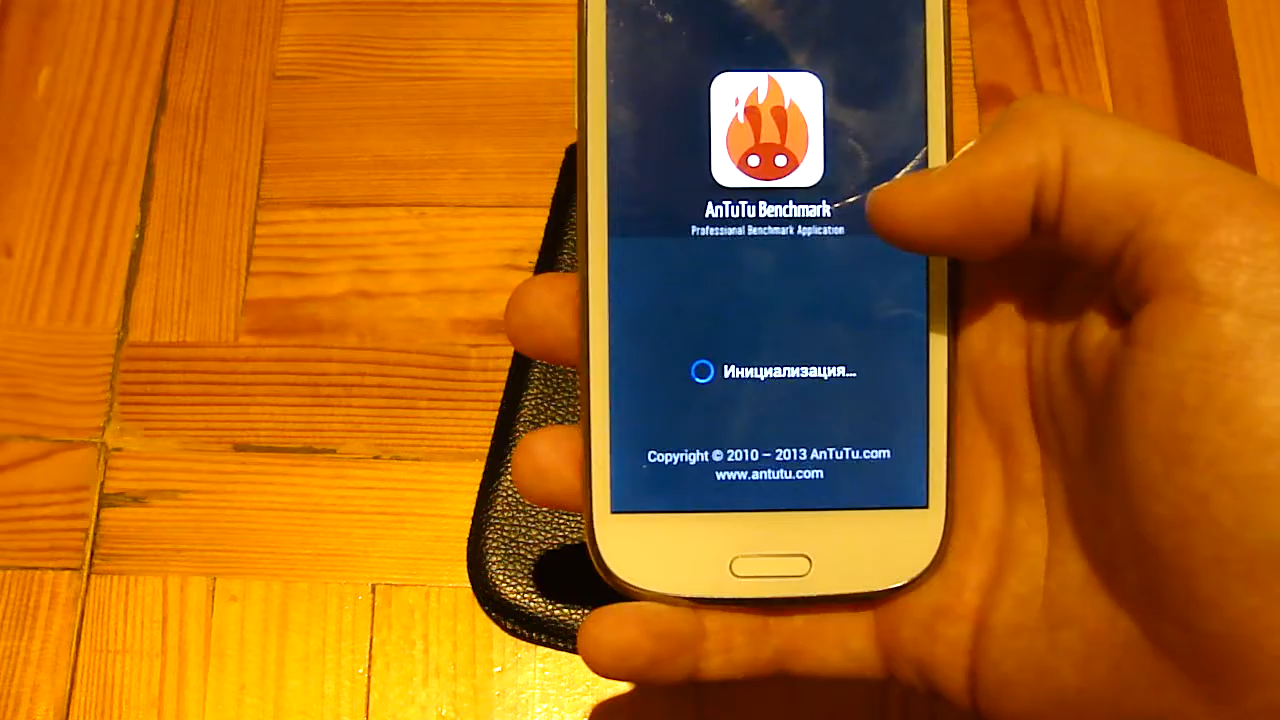 AnTuTu Benchmark
Professional Benchmark Application
Инициализация...
Copyright © 2010 – 2013 AnTuTu.com
www.antutu.com